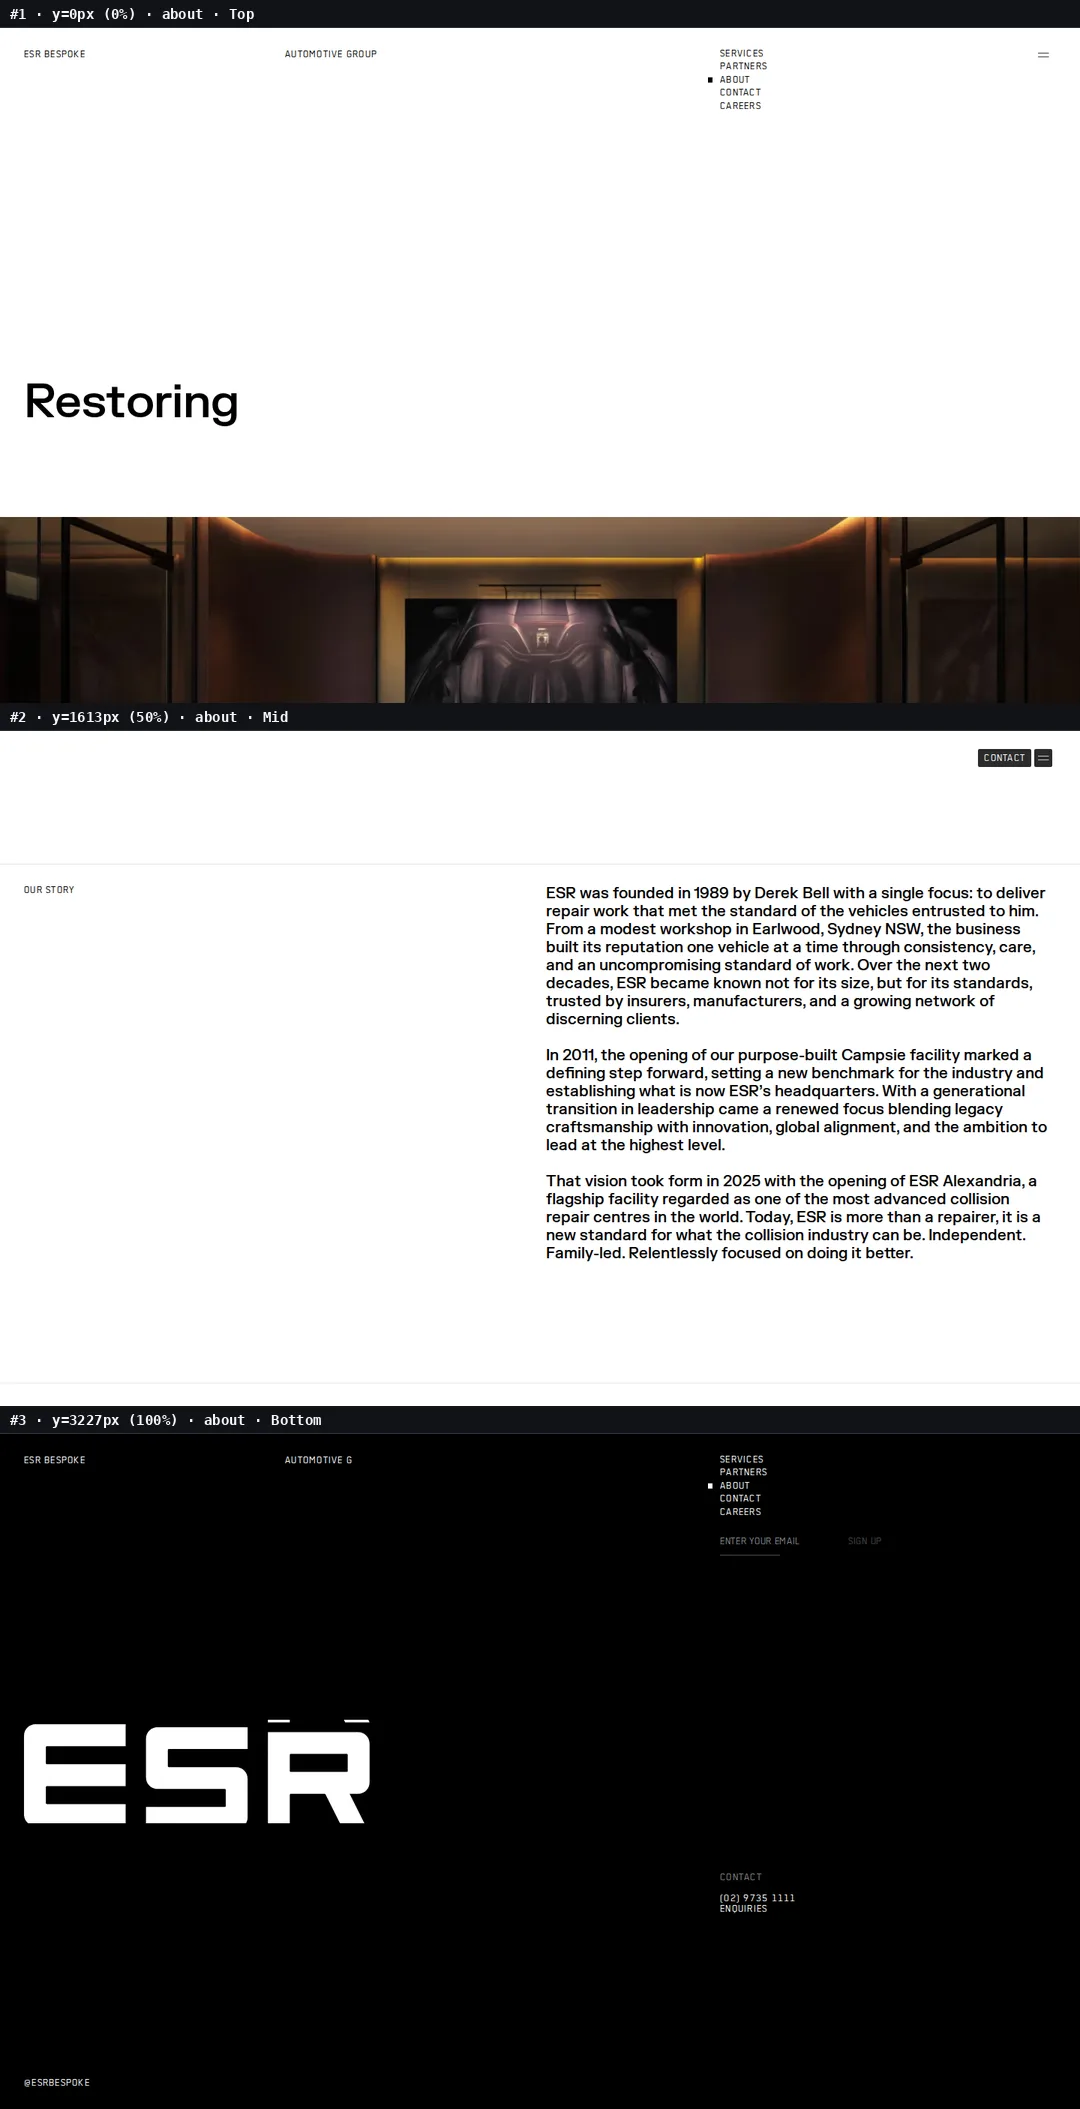 #1 · y=0px (0%) · about · Top
ESR BESPOKE
AUTOMOTIVE GROUP
SERVICES
PARTNERS
ABOUT
CONTACT
CAREERS
Restoring
#2 · y=1613px (50%) · about · Mid
CONTACT
OUR STORY
ESR was founded in 1989 by Derek Bell with a single focus: to deliver
repair work that met the standard of the vehicles entrusted to him.
From a modest workshop in Earlwood, Sydney NSW, the business
built its reputation one vehicle at a time through consistency, care,
and an uncompromising standard of work. Over the next two
decades, ESR became known not for its size, but for its standards,
trusted by insurers, manufacturers, and a growing network of
discerning clients.
In 2011, the opening of our purpose-built Campsie facility marked a
defining step forward, setting a new benchmark for the industry and
establishing what is now ESR’s headquarters. With a generational
transition in leadership came a renewed focus blending legacy
craftsmanship with innovation, global alignment, and the ambition to
lead at the highest level.
That vision took form in 2025 with the opening of ESR Alexandria, a
flagship facility regarded as one of the most advanced collision
repair centres in the world. Today, ESR is more than a repairer, it is a
new standard for what the collision industry can be. Independent.
Family-led. Relentlessly focused on doing it better.
#3 · y=3227px (100%) · about · Bottom
ESR BESPOKE
AUTOMOTIVE G
SERVICES
PARTNERS
ABOUT
CONTACT
CAREERS
ENTER YOUR EMAIL
SIGN UP
ESR
CONTACT
(02) 9735 1111
ENQUIRIES
@ESRBESPOKE